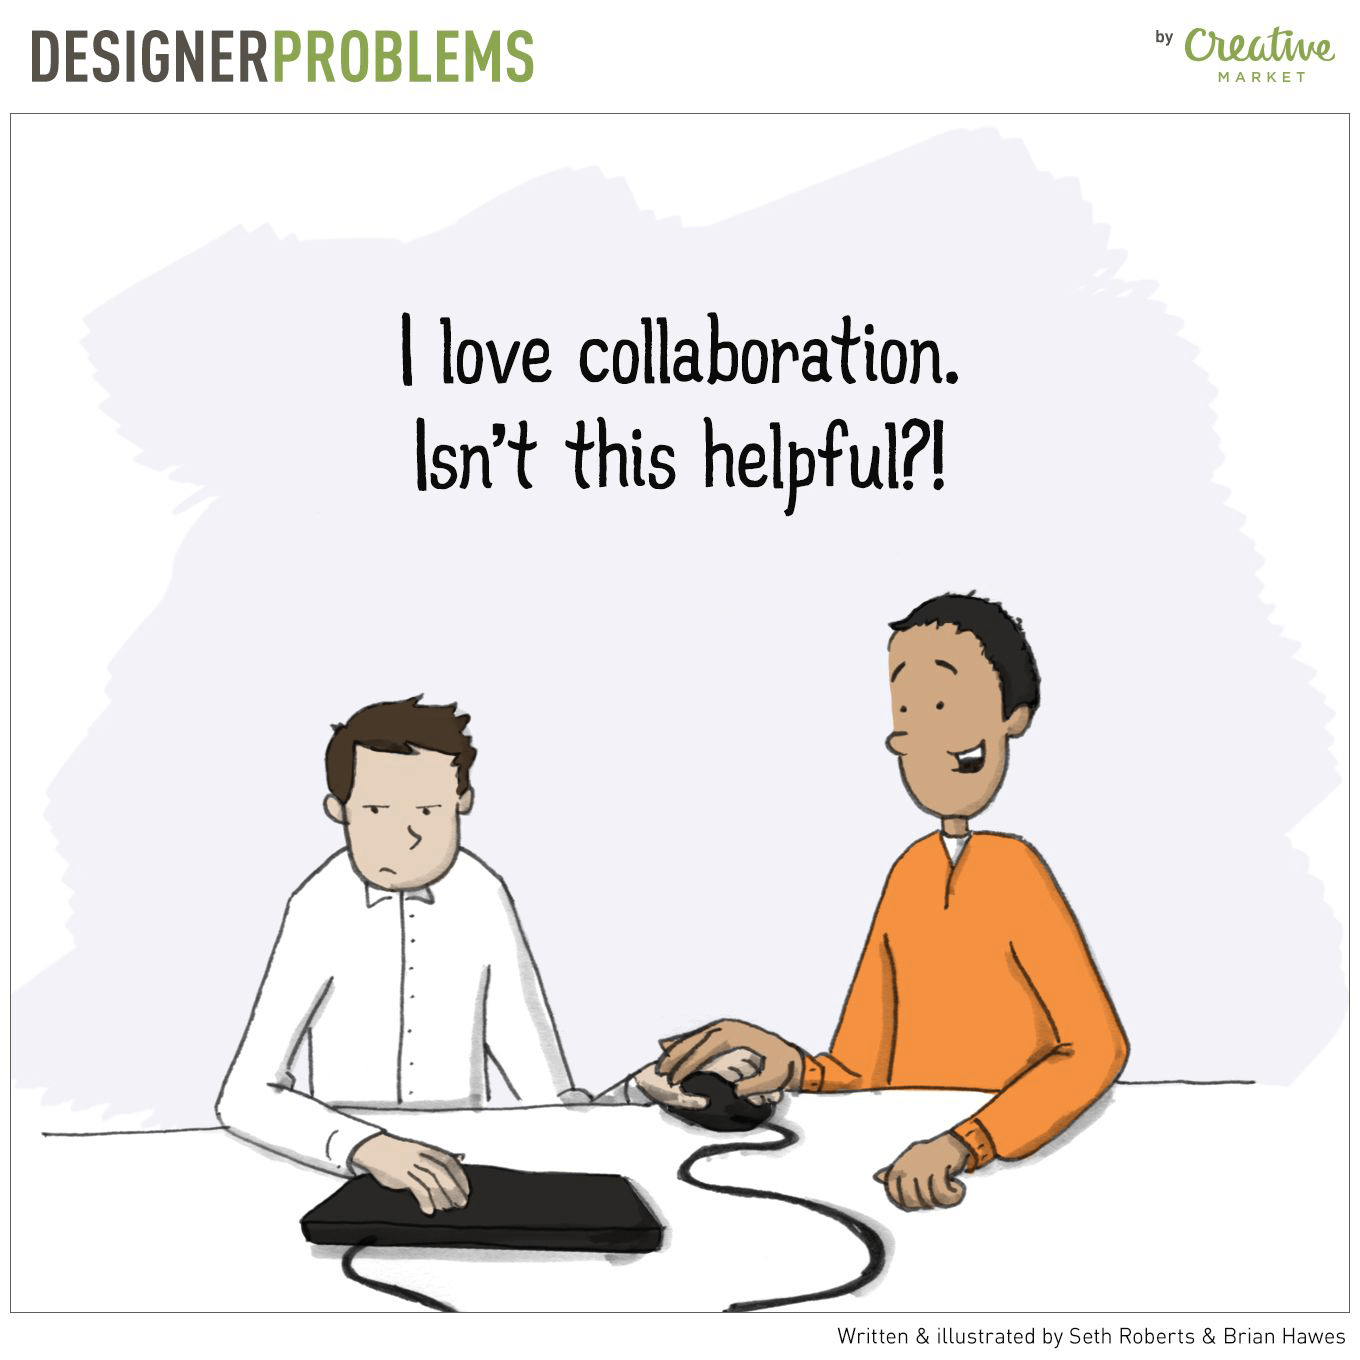 DESIGNERPROBLEMS
by Creative
MARKET
I love collaboration.
Isn't this helpful?!
Written & illustrated by Seth Roberts & Brian Hawes